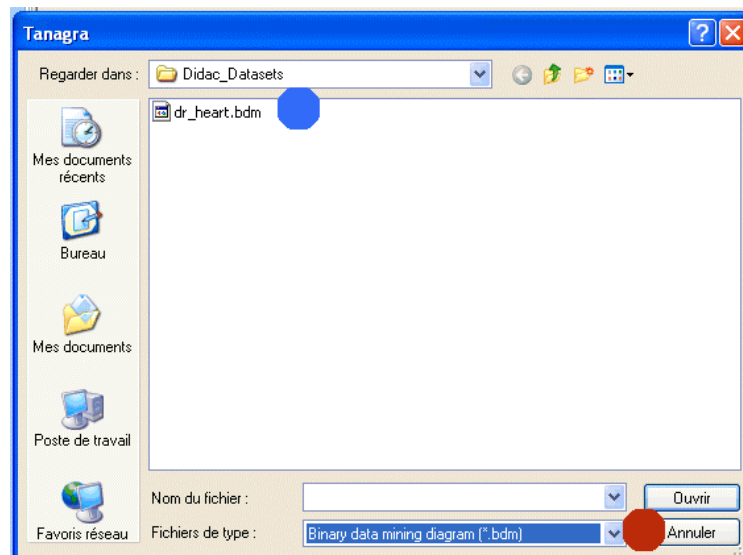 Tanagra
Regarder dans :
Didac_Datasets
dr_heart.bdm
Mes documents
récents
Bureau
Mes documents
Poste de travail
Favoris réseau
Nom du fichier :
Ouvrir
Fichiers de type :
Binary data mining diagram (*.bdm)
Annuler